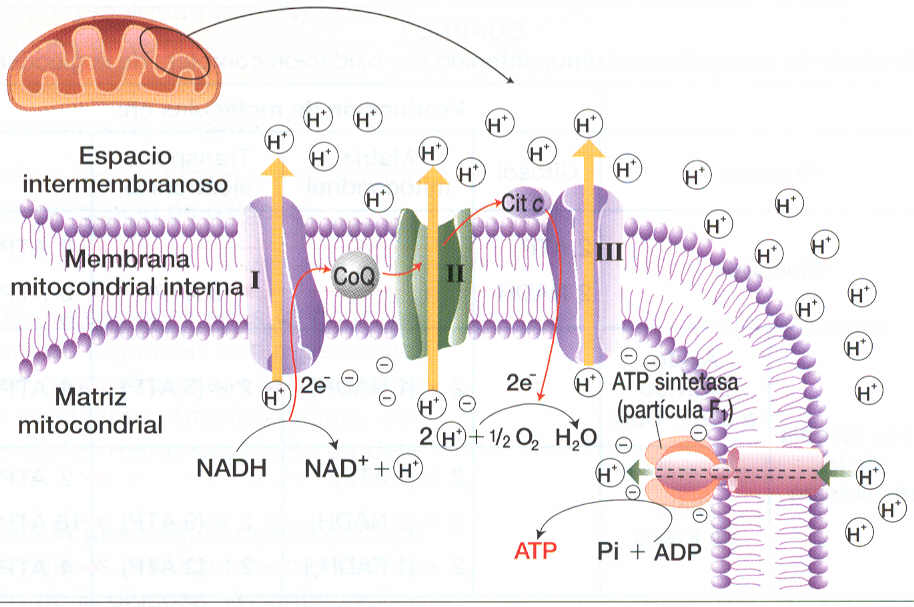 H+ H+
H+ H+ H+
H+ H+ H+ H+
H+ H+
H+
Espacio
intermembranoso
Cit c
H+
H+
H+
H+
Membrana
mitocondrial interna
I
CoQ
II
III
H+
H+
H+
H+
2e-
2e-
H+
H+
H+
ATP sintetasa
(partícula F1)
Matriz
mitocondrial
2 H+ + 1/2 O2 H2O
NADH NAD+ + H+
H+
H+
H+
H+
ATP Pi + ADP